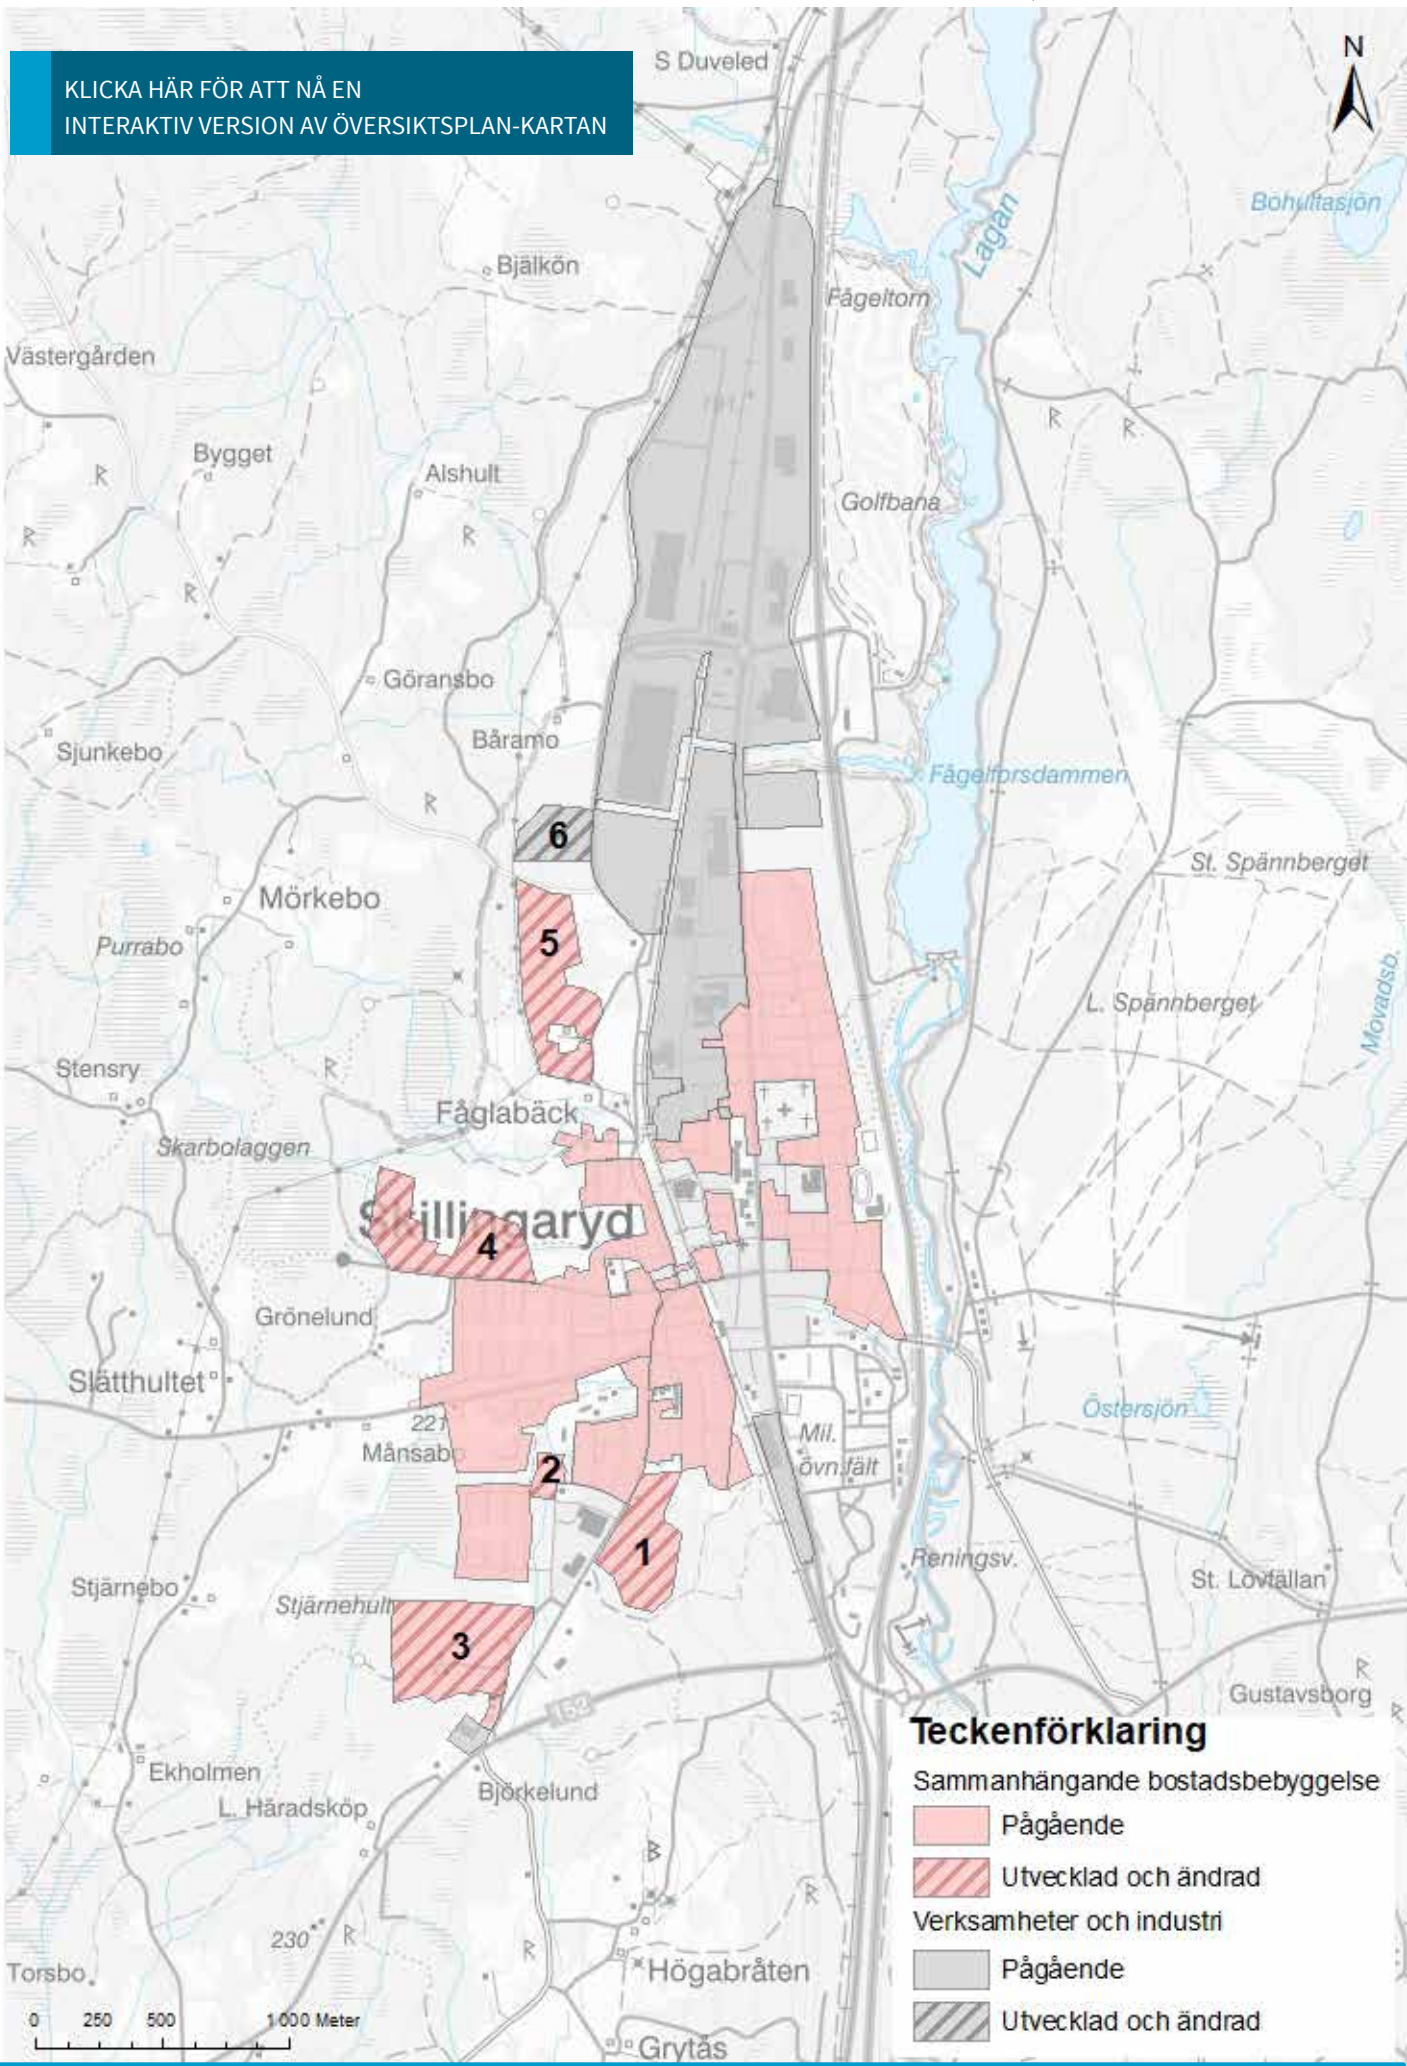 KLICKA HÄR FÖR ATT NÅ EN
INTERAKTIV VERSION AV ÖVERSIKTSPLAN-KARTAN
S Duveled
N
Bohultasjön
Lagan
Bjälkön
Fågeltorn
Västergården
R
R
Bygget
R
Alshult
Golfbana
R
R
R
Göransbo
Sjunkebo
Båramo
Fågelforsdammen
R
6
St. Spännberget
Mörkebo
Purrabo
5
L. Spännberget
Movadsb.
Stensry
R
Fåglabäck
Skarbolaggen
Skillingaryd
4
Grönelund
Slätthultet
Östersjön
221
Månsabo
Mil.
övn.fält
2
1
Reningsv.
St. Lövfällan
Stjärnebo
Stjärnehult
3
R
Gustavsborg
152
Ekholmen
Björkelund
L. Häradsköp
R
230
R
R
Högabråten
Torsbo
Grytås
Teckenförklaring
Sammanhängande bostadsbebyggelse
Pågående
Utvecklad och ändrad
Verksamheter och industri
Pågående
Utvecklad och ändrad
0 250 500 1 000 Meter